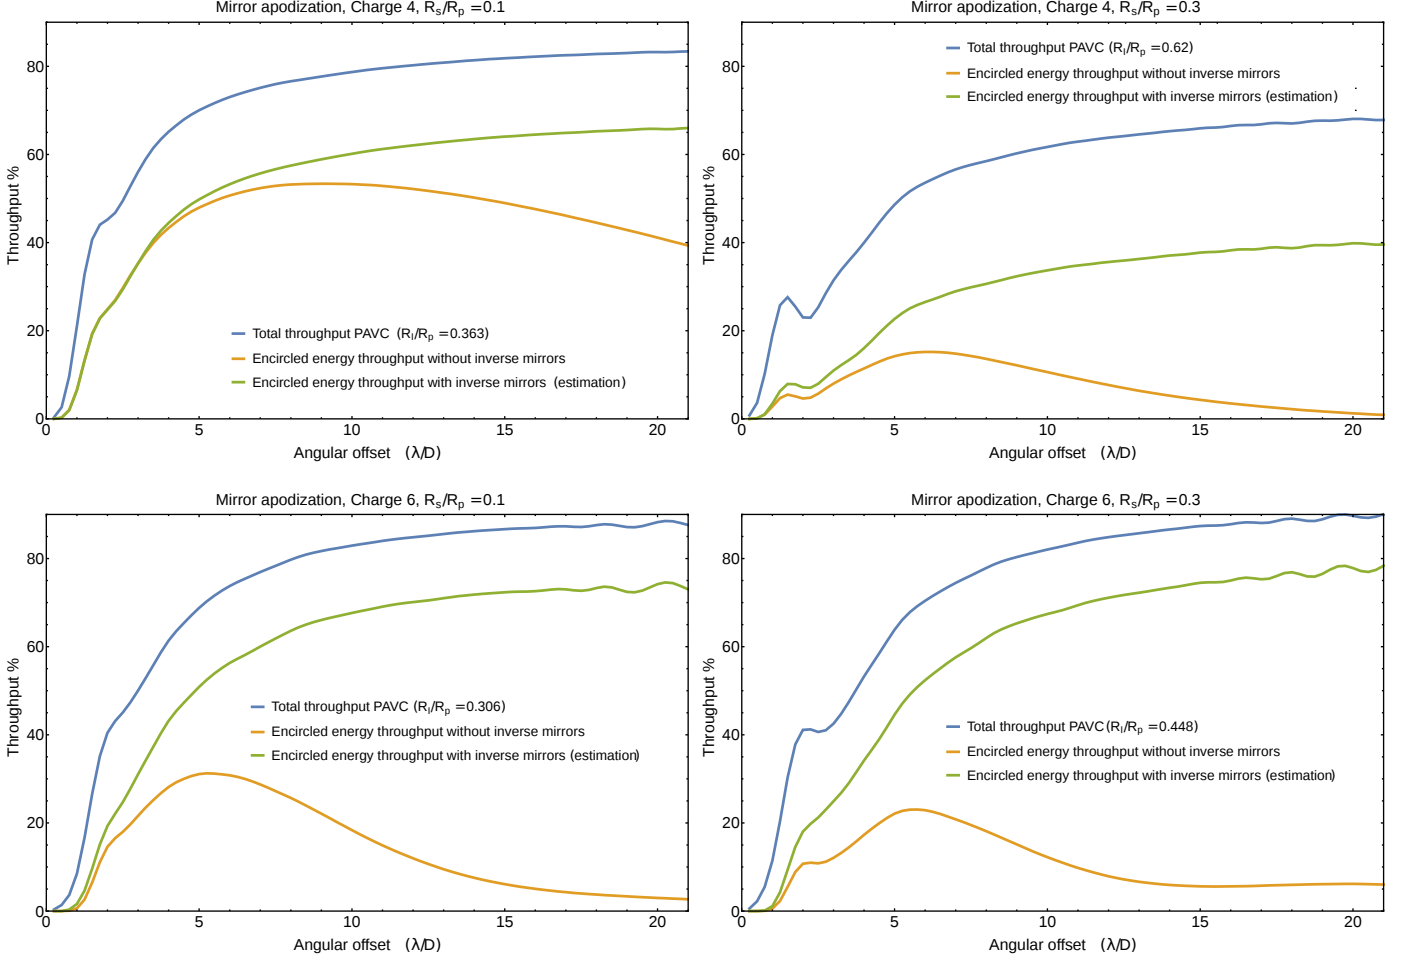 Mirror apodization, Charge 4, Rs/Rp = 0.1
Throughput %
0
20
40
60
80
Total throughput PAVC (Rl/Rp = 0.363)
Encircled energy throughput without inverse mirrors
Encircled energy throughput with inverse mirrors (estimation)
0 5 10 15 20
Angular offset (λ/D)
Mirror apodization, Charge 4, Rs/Rp = 0.3
Throughput %
80
60
40
20
0
Total throughput PAVC (Rl/Rp = 0.62)
Encircled energy throughput without inverse mirrors
Encircled energy throughput with inverse mirrors (estimation)
0 5 10 15 20
Angular offset (λ/D)
Mirror apodization, Charge 6, Rs/Rp = 0.1
Throughput %
80
60
40
20
0
Total throughput PAVC (Rl/Rp = 0.306)
Encircled energy throughput without inverse mirrors
Encircled energy throughput with inverse mirrors (estimation)
0 5 10 15 20
Angular offset (λ/D)
Mirror apodization, Charge 6, Rs/Rp = 0.3
Throughput %
80
60
40
20
0
Total throughput PAVC (Rl/Rp = 0.448)
Encircled energy throughput without inverse mirrors
Encircled energy throughput with inverse mirrors (estimation)
0 5 10 15 20
Angular offset (λ/D)